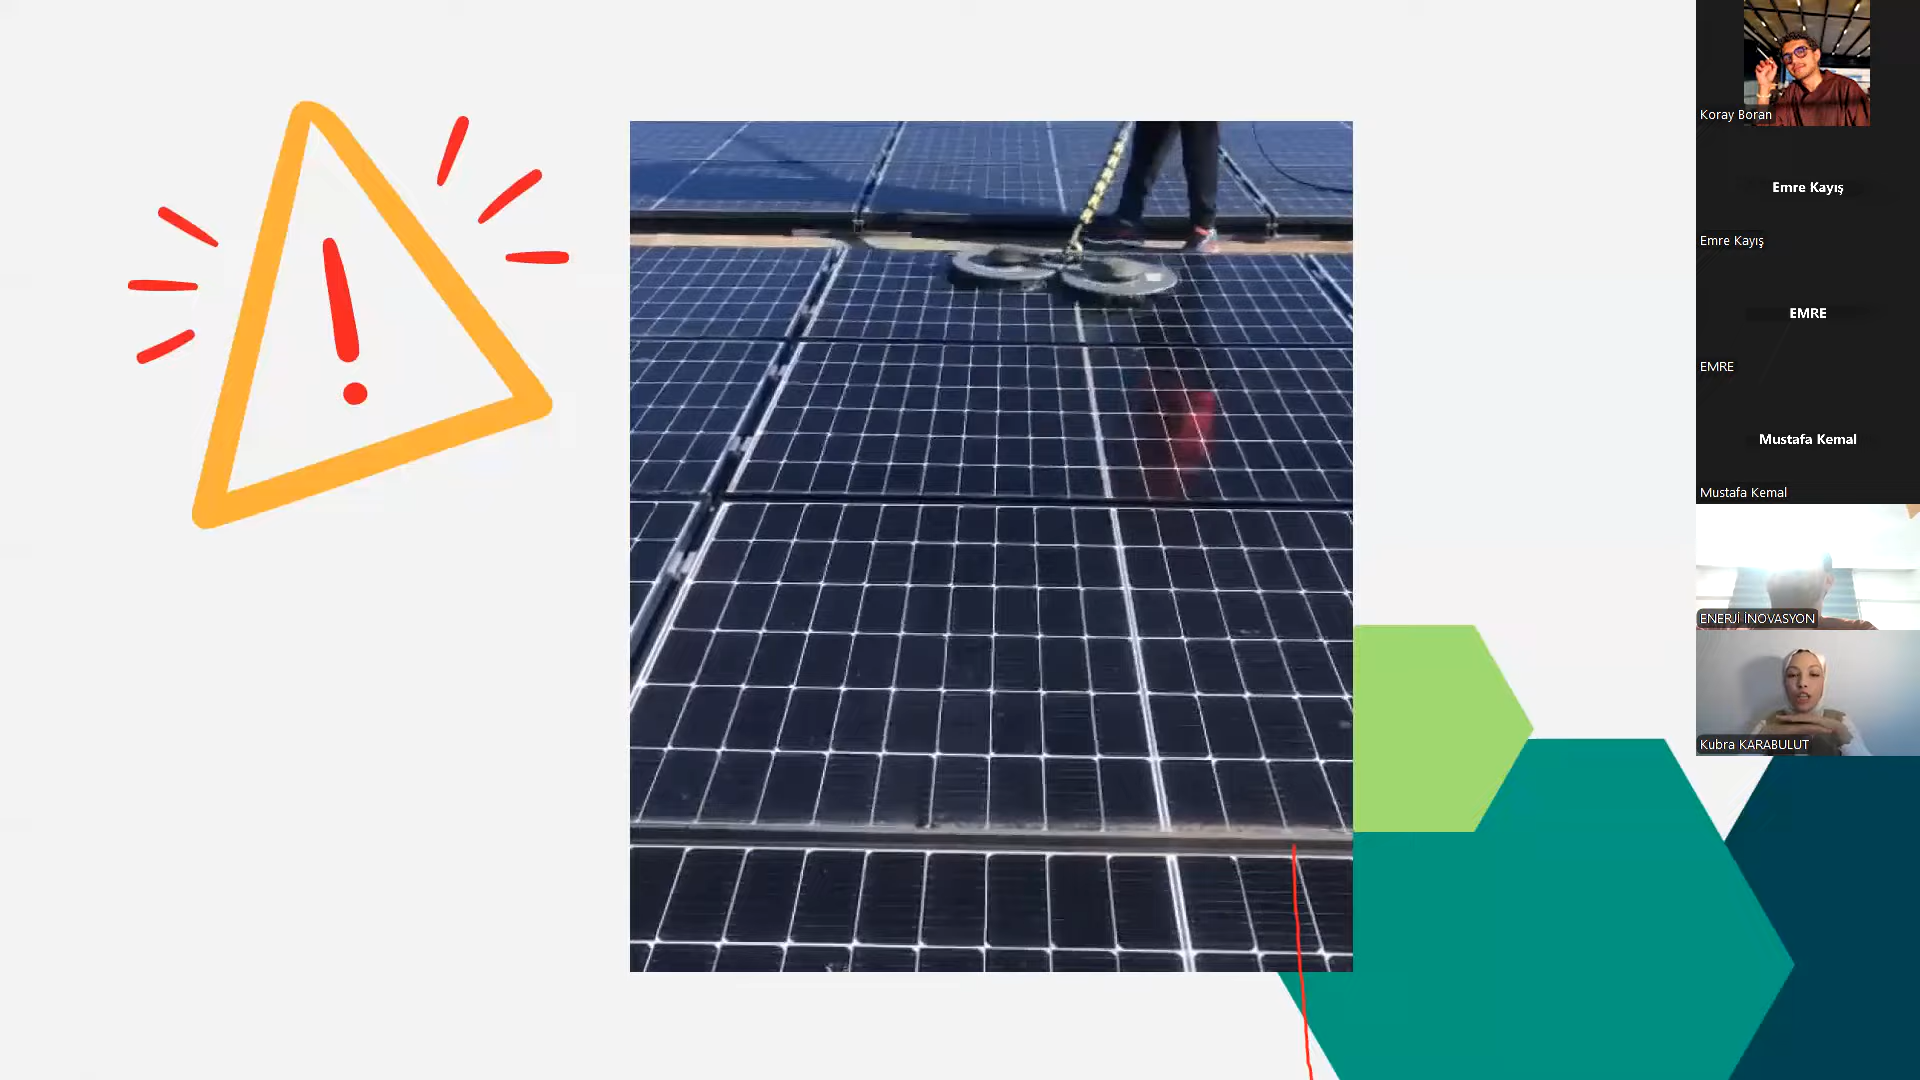 Koray Boran
Emre Kayış
Emre Kayış
EMRE
EMRE
Mustafa Kemal
Mustafa Kemal
ENERJİ İNOVASYON
Kubra KARABULUT